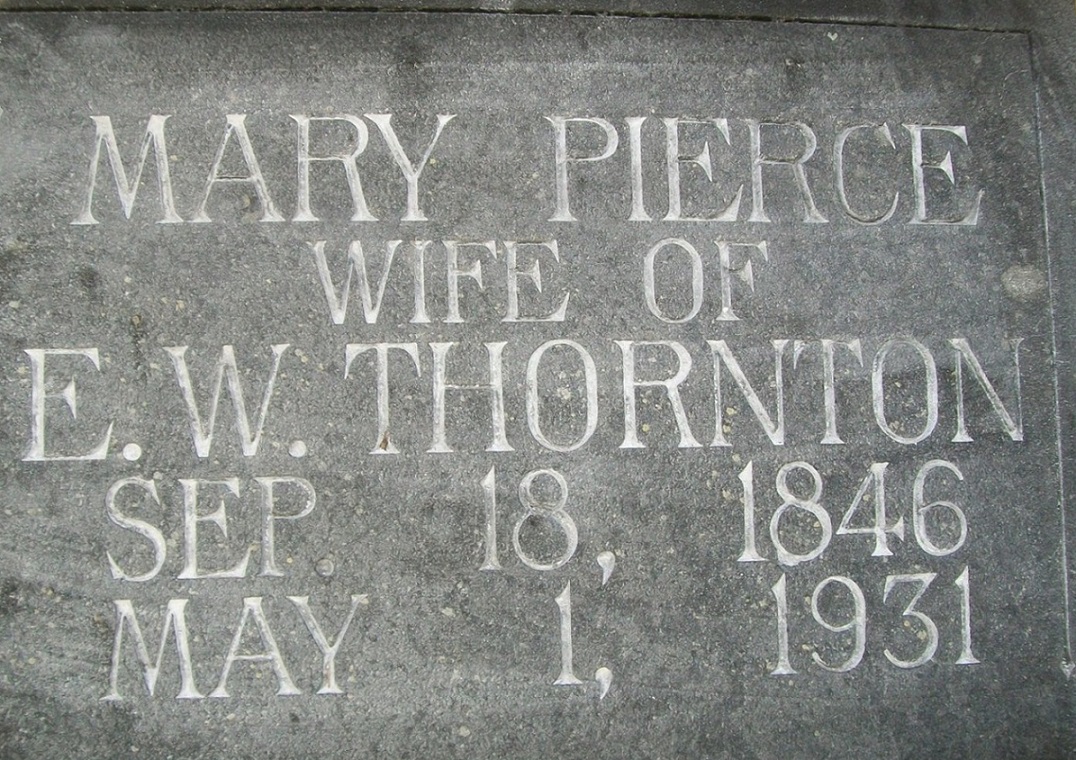 MARY PIERCE
WIFE OF
E. W. THORNTON
SEP 18, 1846
MAY 1, 1931